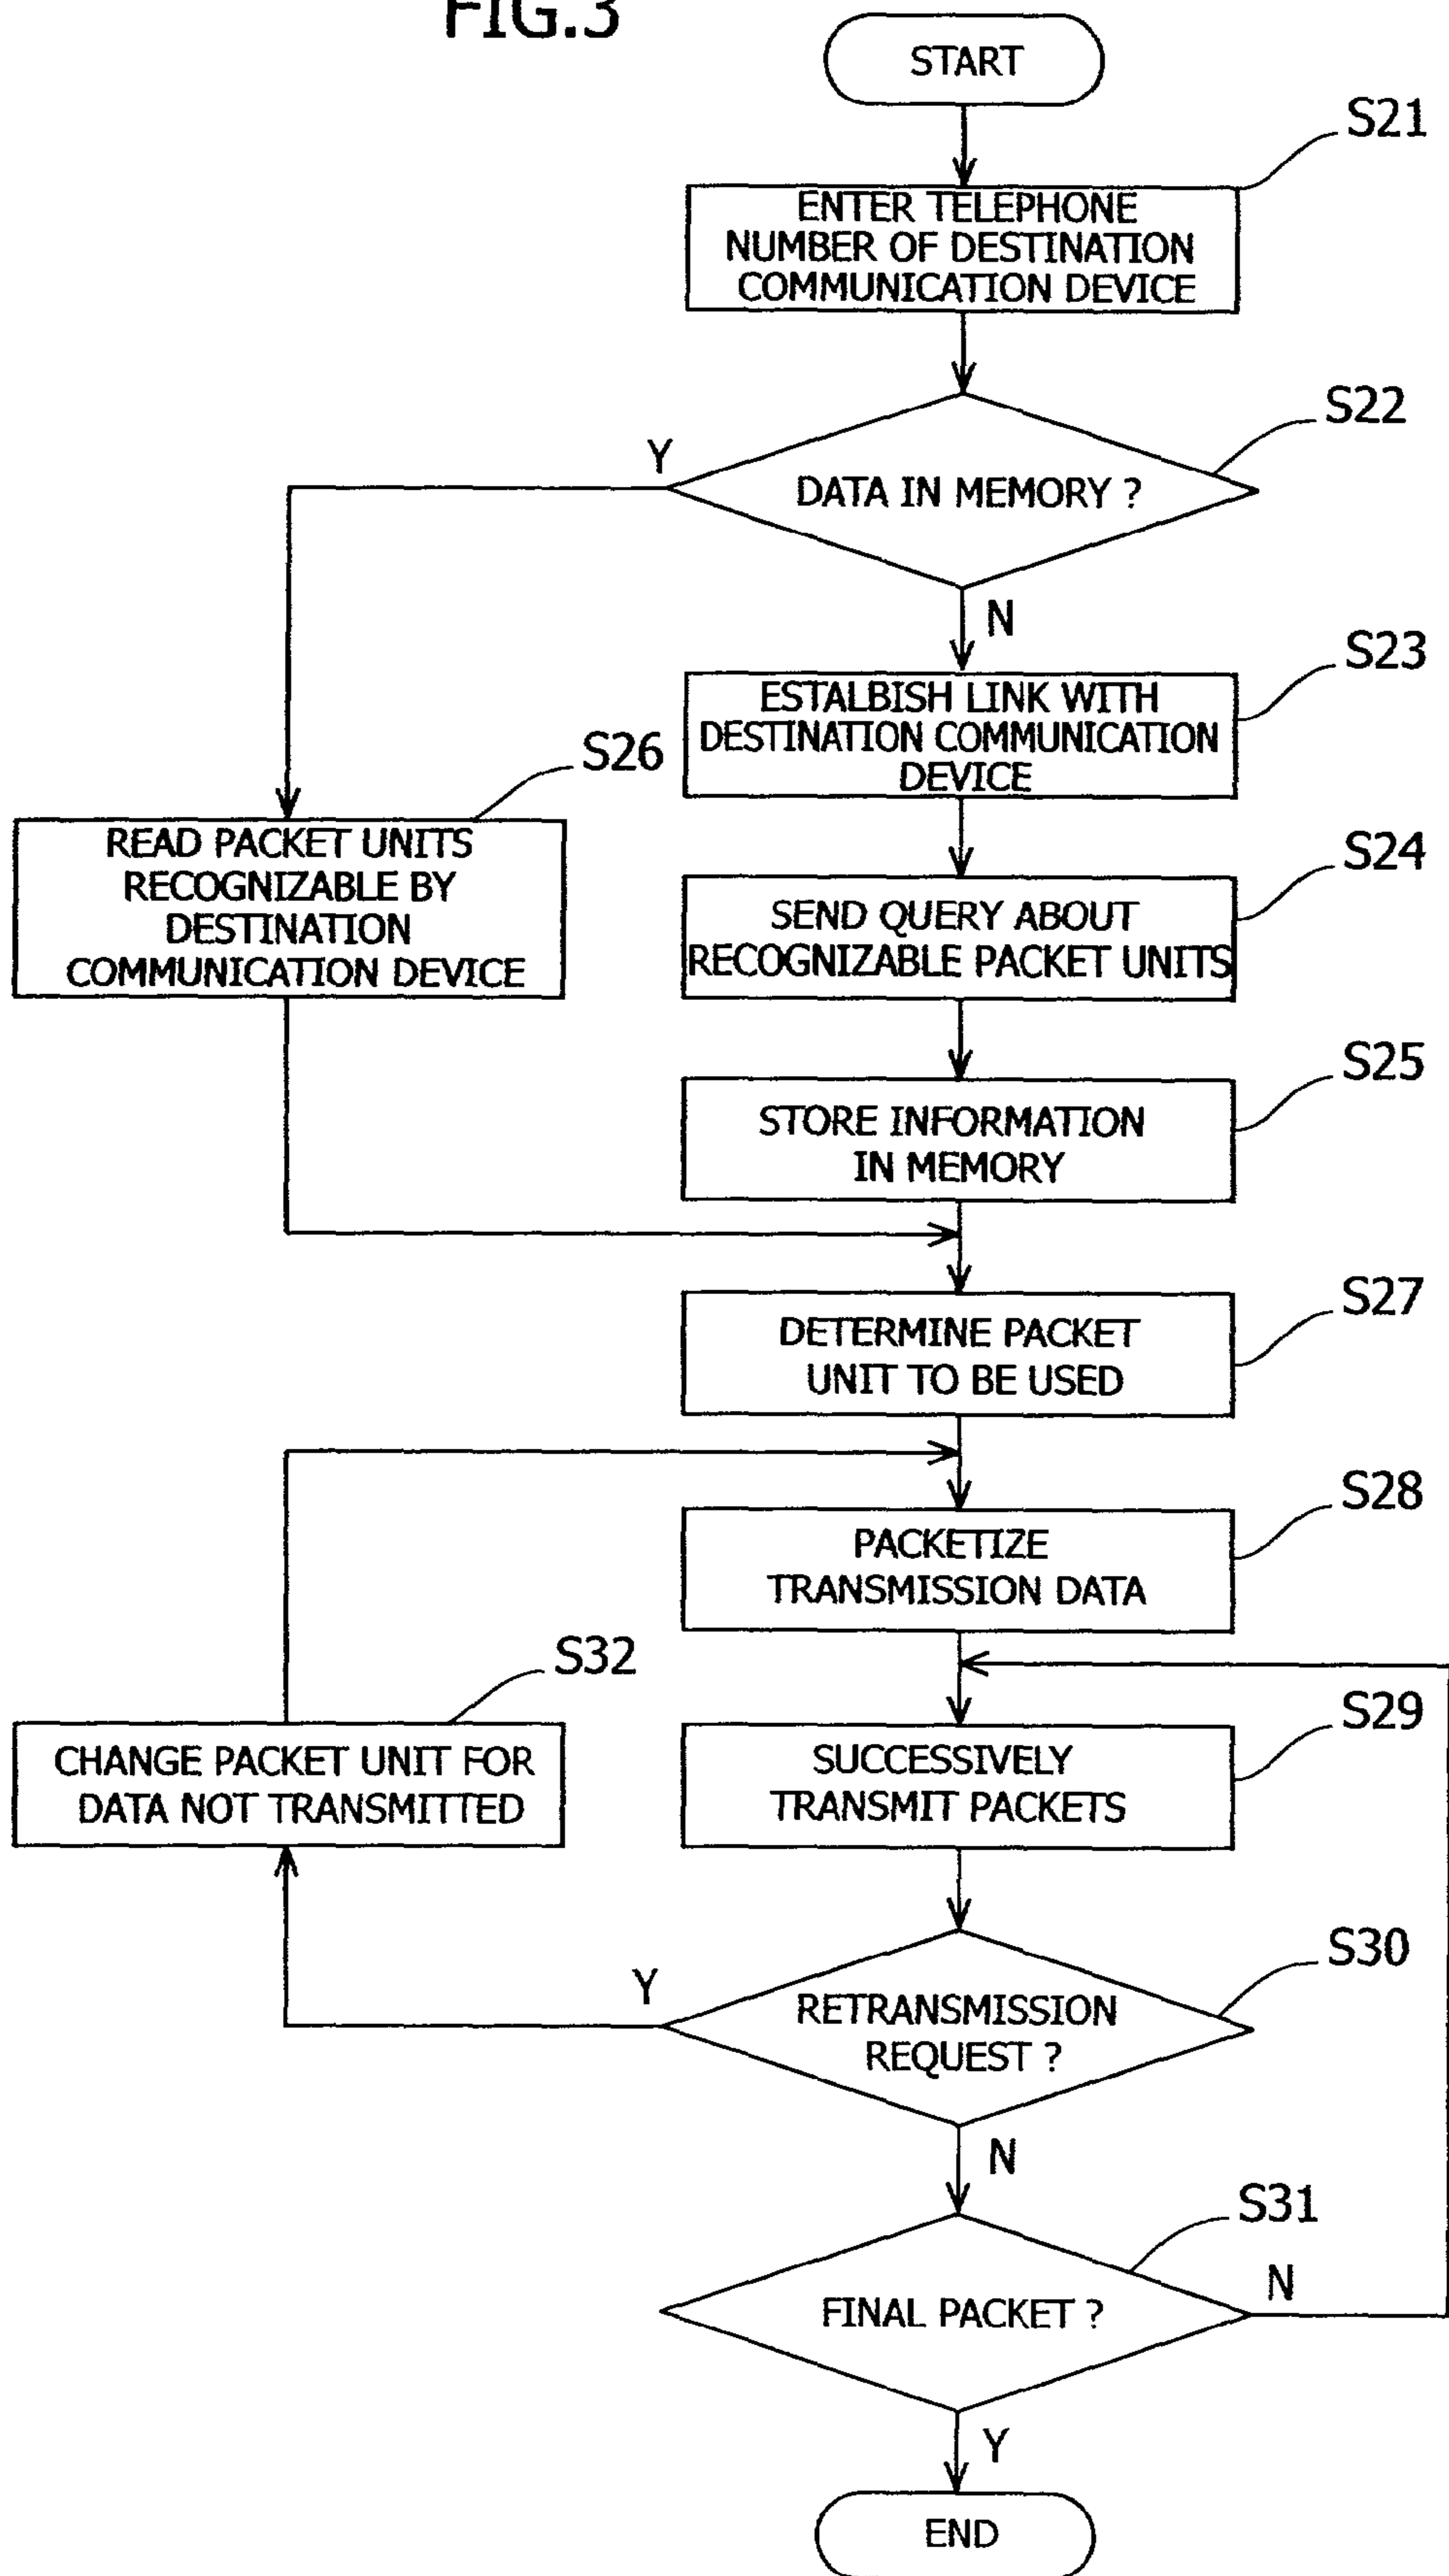 FIG.3
START
S21
ENTER TELEPHONE
NUMBER OF DESTINATION
COMMUNICATION DEVICE
S22
Y
DATA IN MEMORY ?
N
S23
ESTALBISH LINK WITH
DESTINATION COMMUNICATION
DEVICE
S26
READ PACKET UNITS
RECOGNIZABLE BY
DESTINATION
COMMUNICATION DEVICE
S24
SEND QUERY ABOUT
RECOGNIZABLE PACKET UNITS
S25
STORE INFORMATION
IN MEMORY
S27
DETERMINE PACKET
UNIT TO BE USED
S28
PACKETIZE
TRANSMISSION DATA
S32
CHANGE PACKET UNIT FOR
DATA NOT TRANSMITTED
S29
SUCCESSIVELY
TRANSMIT PACKETS
S30
Y
RETRANSMISSION
REQUEST ?
N
S31
FINAL PACKET ?
N
Y
END